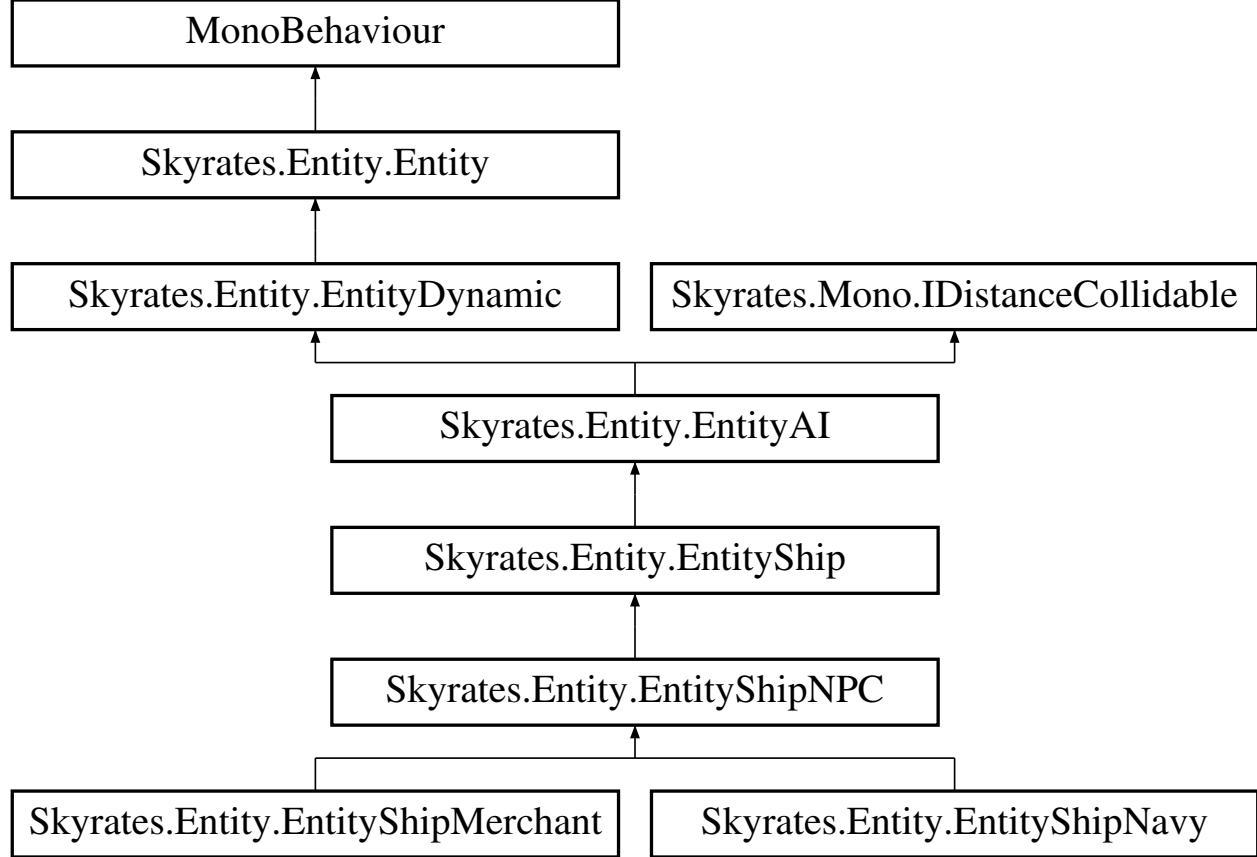 MonoBehaviour
Skyrates.Entity.Entity
Skyrates.Entity.EntityDynamic
Skyrates.Mono.IDistanceCollidable
Skyrates.Entity.EntityAI
Skyrates.Entity.EntityShip
Skyrates.Entity.EntityShipNPC
Skyrates.Entity.EntityShipMerchant
Skyrates.Entity.EntityShipNavy